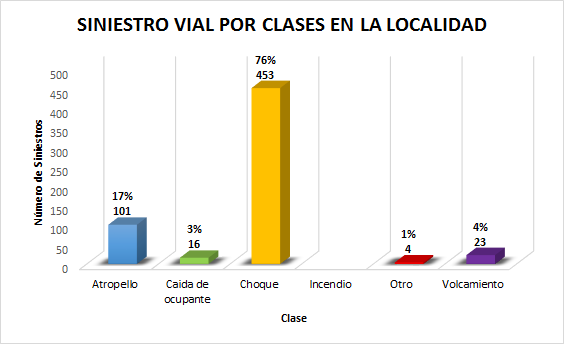 SINIESTRO VIAL POR CLASES EN LA LOCALIDAD
Número de Siniestros
500
450
400
350
300
250
200
150
100
50
0
17%
101
3%
16
76%
453
1%
4
4%
23
Atropello
Caida de
ocupante
Choque
Incendio
Otro
Volcamiento
Clase